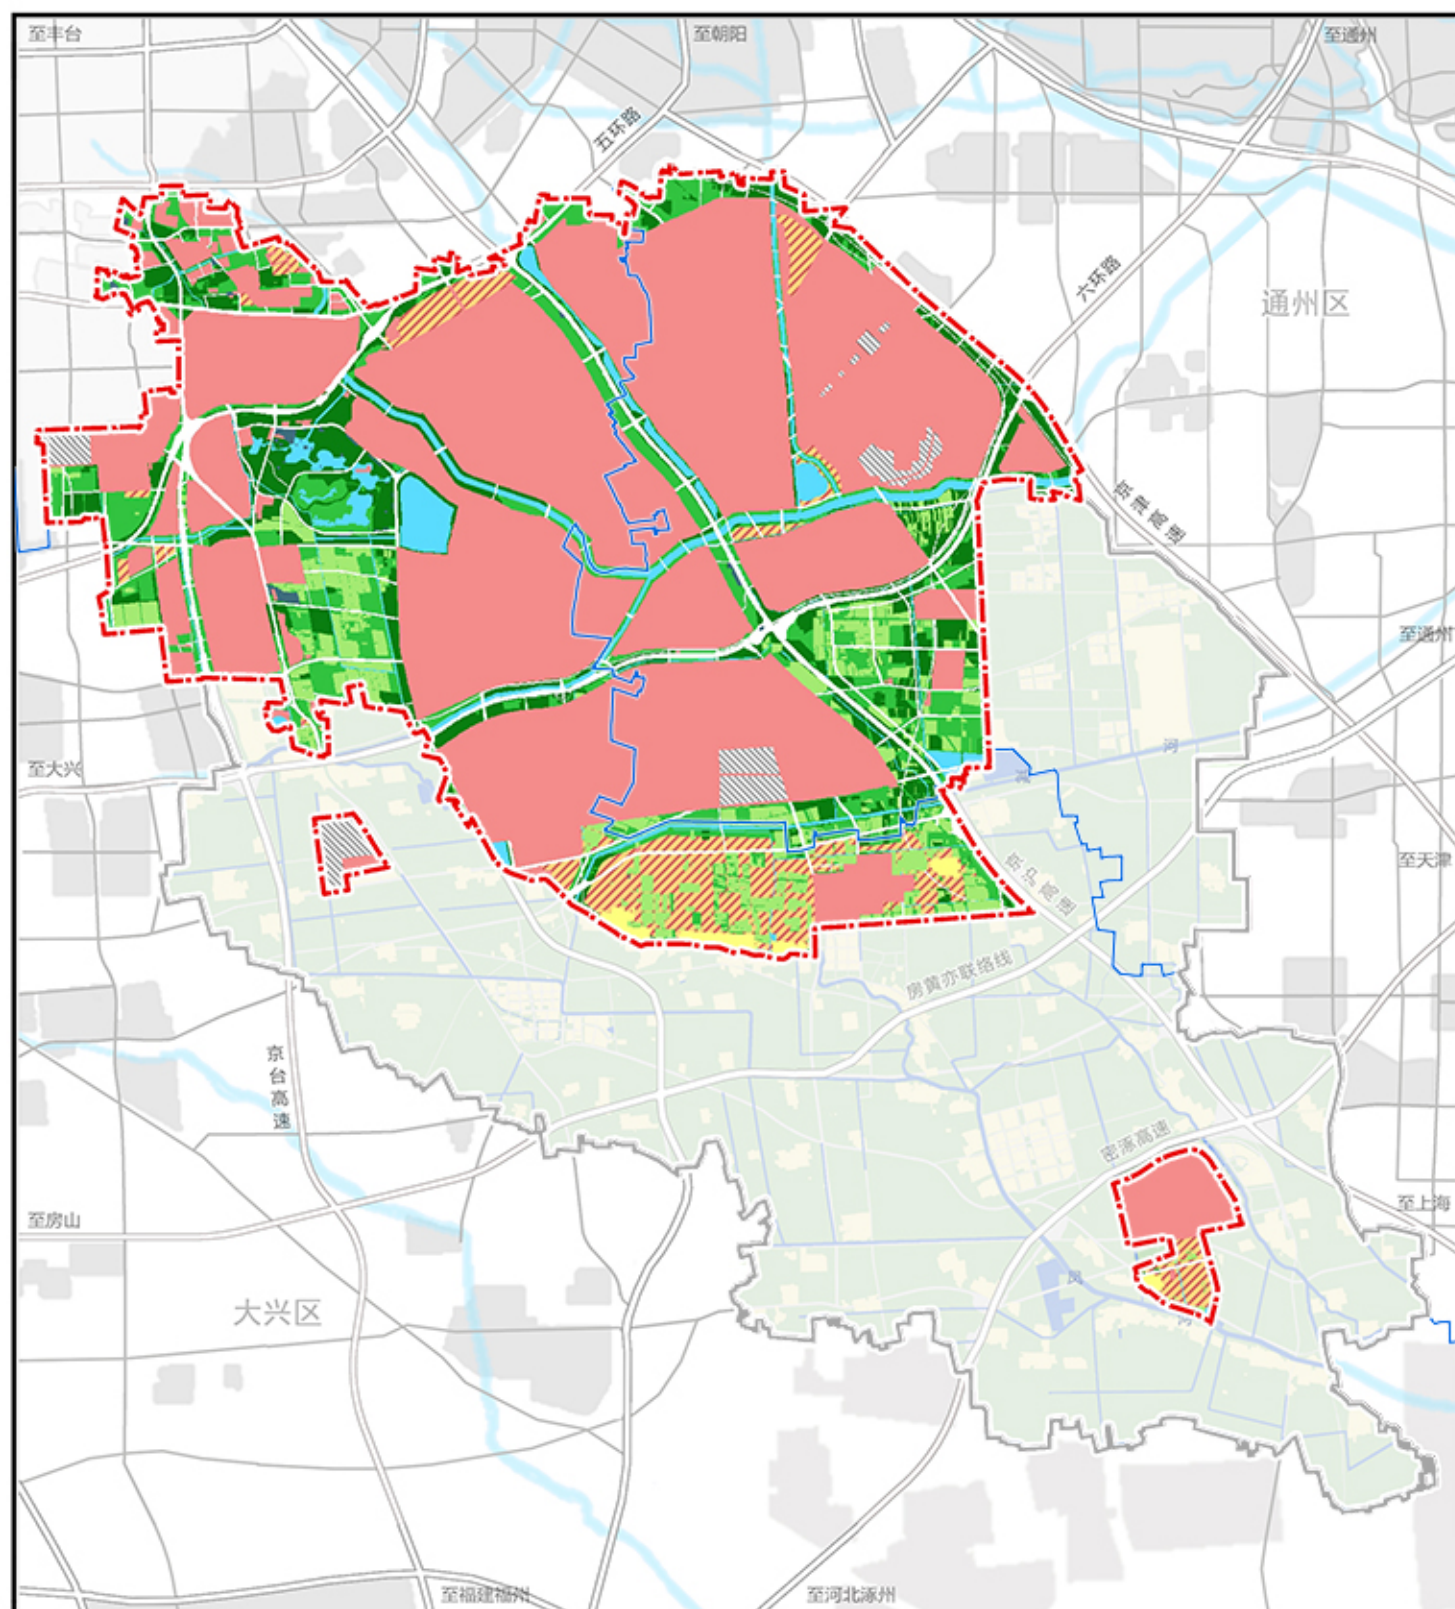 至丰台
至朝阳
至通州
五环路
六环路
通州区
京津高速
至通州
河
至大兴
京沪高速
至天津
房黄亦联络线
京台高速
密涿高速
至上海
至房山
凤
大兴区
河
至福建福州
至河北涿州